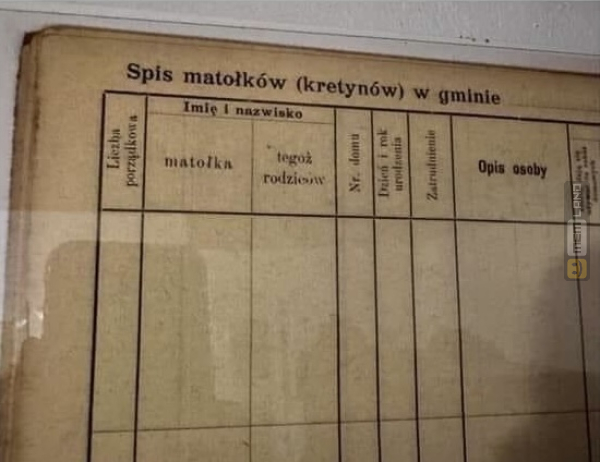 Spis matołków (kretynów) w gminie
Liczba
porządkowa
Imię i nazwisko
matołka
tegoż
rodziców
Nr. domu
Dzień i rok
urodzenia
Zatrudnienie
Opis osoby
MEMLAND